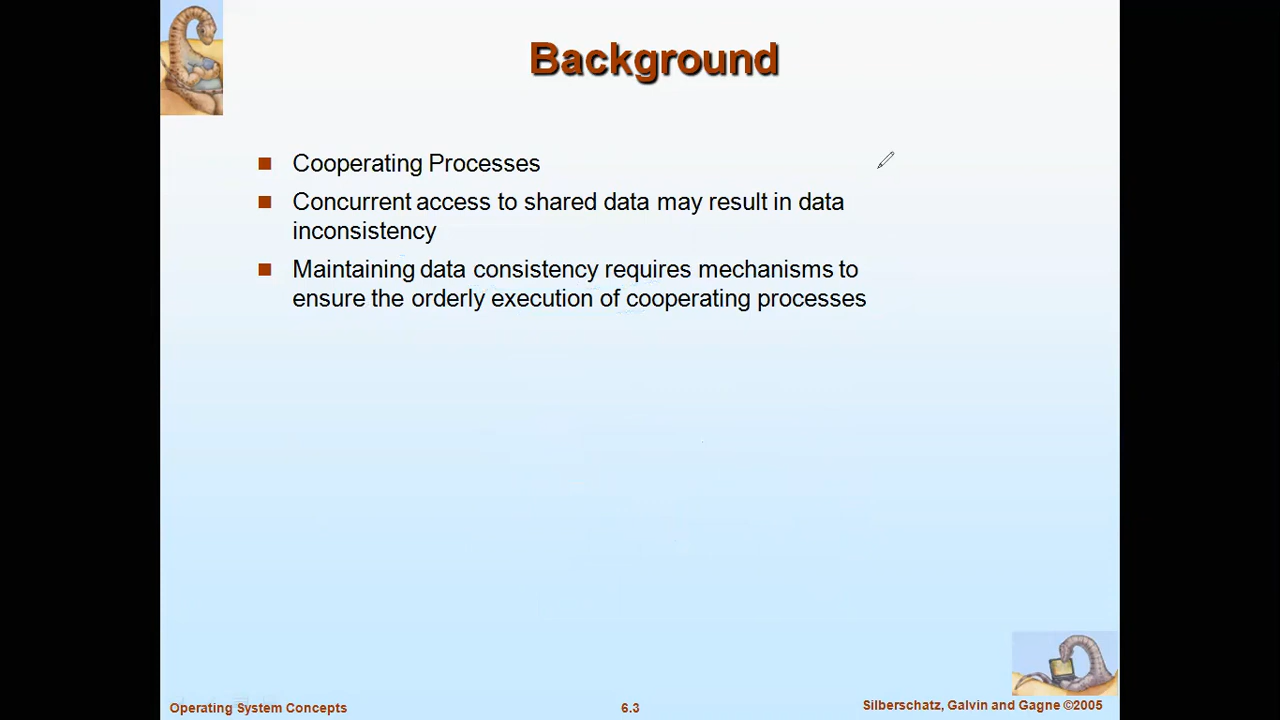 Background
Cooperating Processes
Concurrent access to shared data may result in data
inconsistency
Maintaining data consistency requires mechanisms to
ensure the orderly execution of cooperating processes
Operating System Concepts
6.3
Silberschatz, Galvin and Gagne ©2005